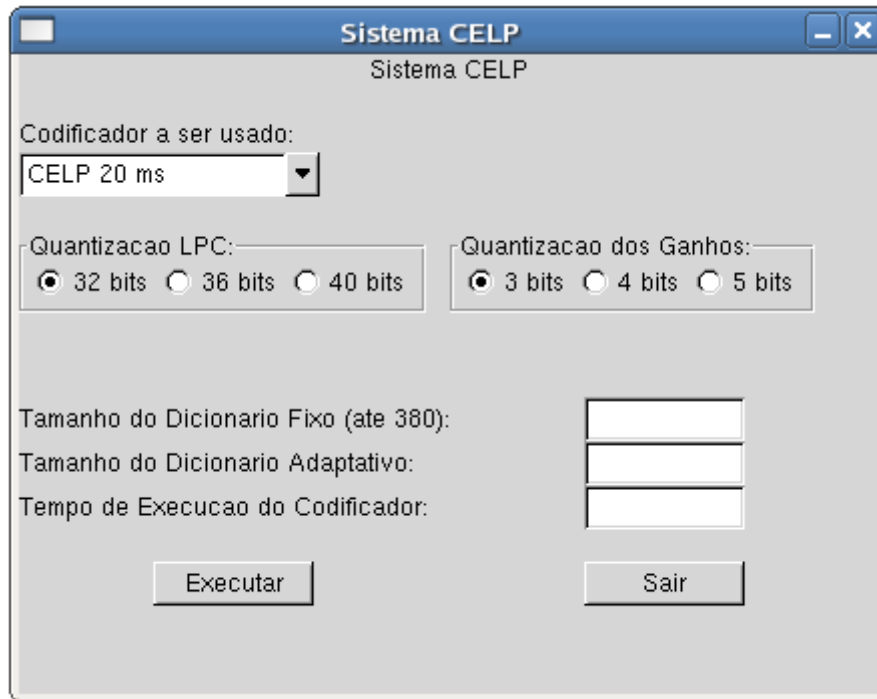 Sistema CELP
Sistema CELP
Codificador a ser usado:
CELP 20 ms
Quantizacao LPC:
32 bits 36 bits 40 bits
Quantizacao dos Ganhos:
3 bits 4 bits 5 bits
Tamanho do Dicionario Fixo (ate 380):
Tamanho do Dicionario Adaptativo:
Tempo de Execucao do Codificador:
Executar Sair